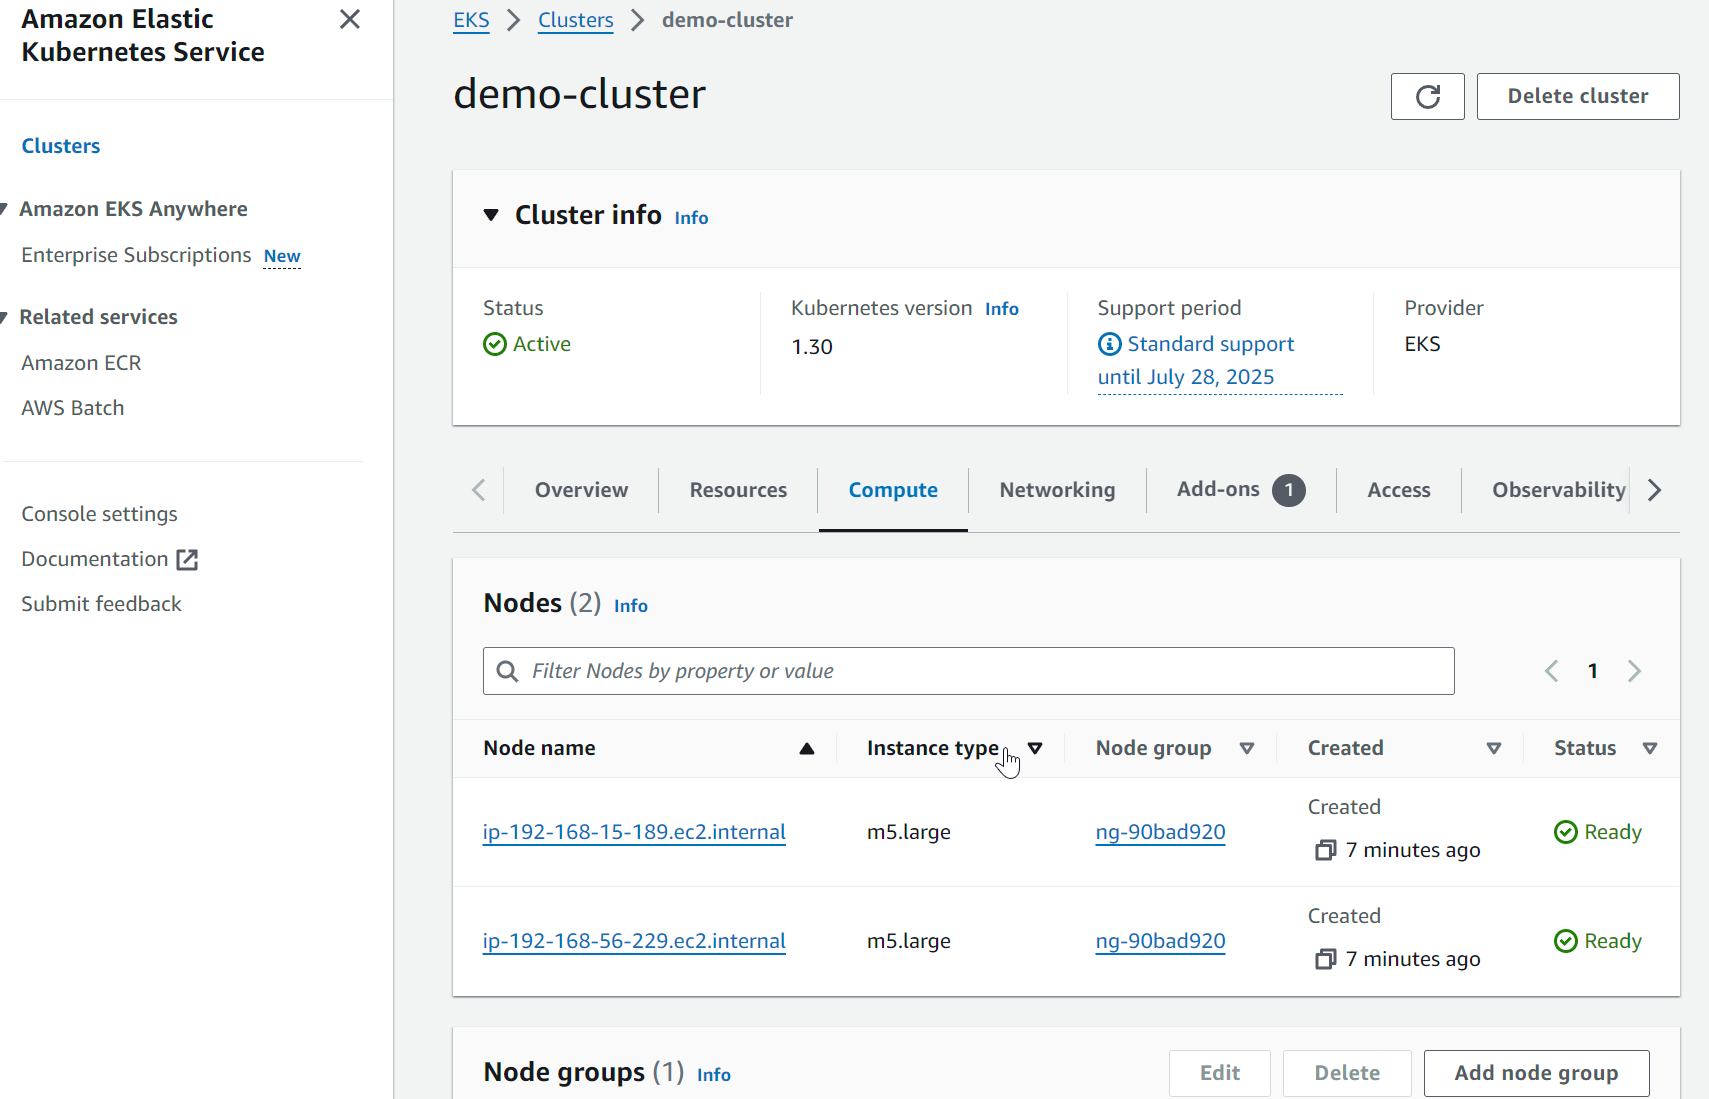 Amazon Elastic
Kubernetes Service
Clusters
Amazon EKS Anywhere
Enterprise Subscriptions New
Related services
Amazon ECR
AWS Batch
Console settings
Documentation
Submit feedback
EKS Clusters demo-cluster
demo-cluster
Delete cluster
Cluster info Info
Status
Active
Kubernetes version Info
1.30
Support period
Standard support
until July 28, 2025
Provider
EKS
Overview Resources Compute Networking Add-ons 1 Access Observability
Nodes (2) Info
Filter Nodes by property or value
1
Node name Instance type Node group Created Status
ip-192-168-15-189.ec2.internal m5.large ng-90bad920 Created
7 minutes ago Ready
ip-192-168-56-229.ec2.internal m5.large ng-90bad920 Created
7 minutes ago Ready
Node groups (1) Info
Edit Delete Add node group